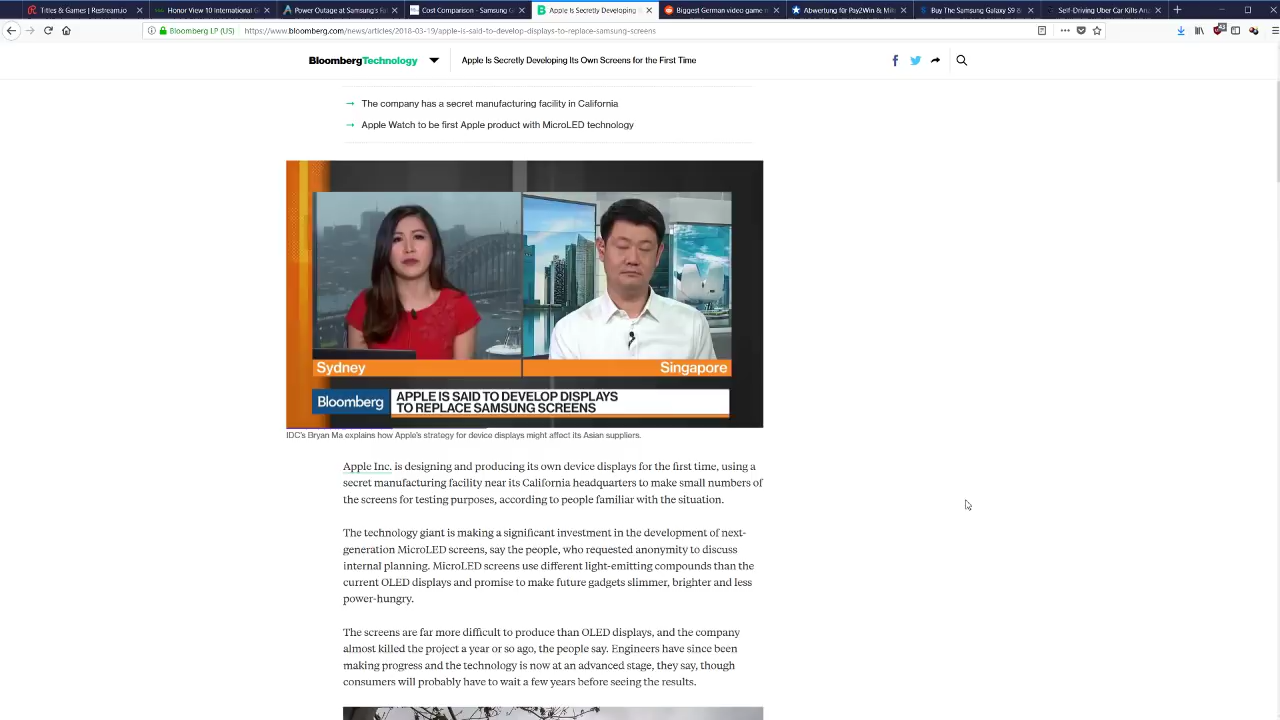 Titles & Games | Restream.io
Honor View 10 International G
Power Outage at Samsung's Fa
Cost Comparison - Samsung G
Apple Is Secretly Developing
Biggest German video game m
Abwertung für Pay2Win & Mi
Buy The Samsung Galaxy S9 &
Self-Driving Uber Car Kills An
Bloomberg LP (US)
https://www.bloomberg.com/news/articles/2018-03-19/apple-is-said-to-develop-displays-to-replace-samsung-screens
BloombergTechnology
Apple Is Secretly Developing Its Own Screens for the First Time
The company has a secret manufacturing facility in California
Apple Watch to be first Apple product with MicroLED technology
Sydney
Singapore
Bloomberg
APPLE IS SAID TO DEVELOP DISPLAYS
TO REPLACE SAMSUNG SCREENS
IDC's Bryan Ma explains how Apple's strategy for device displays might affect its Asian suppliers.
Apple Inc. is designing and producing its own device displays for the first time, using a
secret manufacturing facility near its California headquarters to make small numbers of
the screens for testing purposes, according to people familiar with the situation.
The technology giant is making a significant investment in the development of next-
generation MicroLED screens, say the people, who requested anonymity to discuss
internal planning. MicroLED screens use different light-emitting compounds than the
current OLED displays and promise to make future gadgets slimmer, brighter and less
power-hungry.
The screens are far more difficult to produce than OLED displays, and the company
almost killed the project a year or so ago, the people say. Engineers have since been
making progress and the technology is now at an advanced stage, they say, though
consumers will probably have to wait a few years before seeing the results.